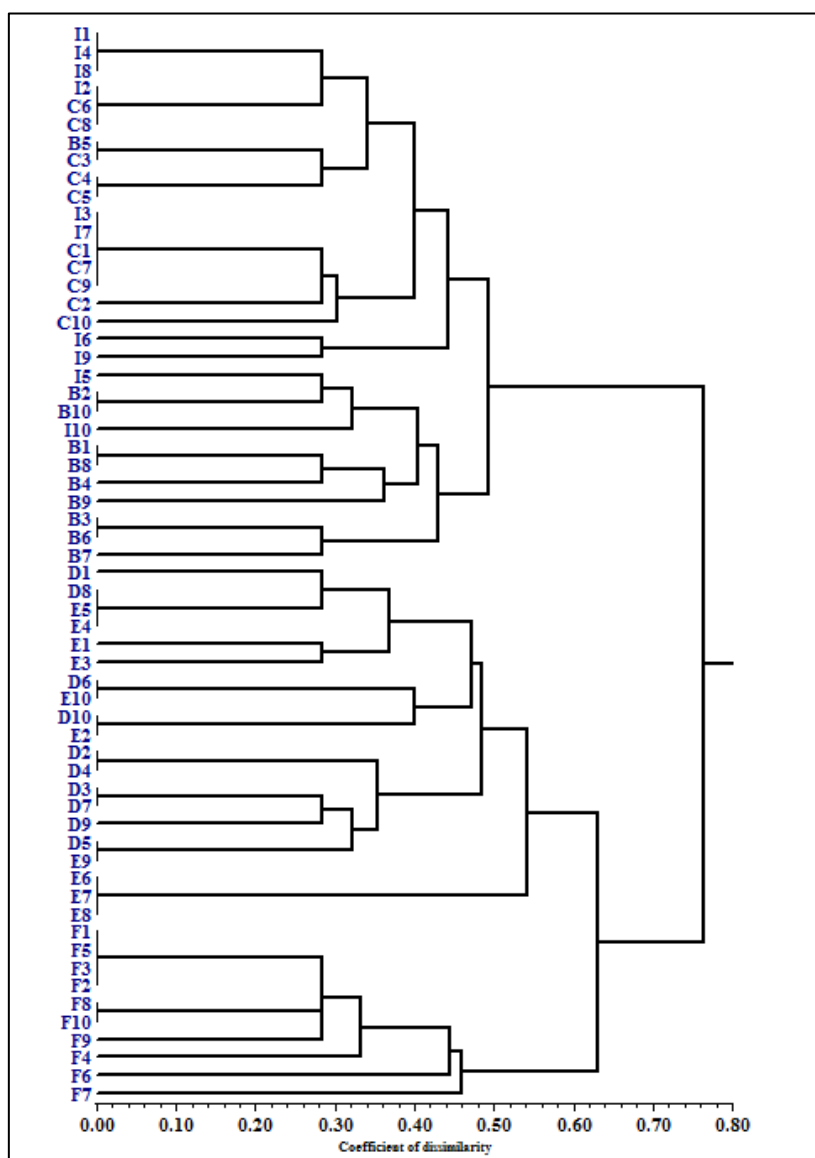 I1
I4
I8
I2
C6
C8
B5
C3
C4
C5
I3
I7
C1
C7
C9
C2
C10
I6
I9
I5
B2
B10
I10
B1
B8
B4
B9
B3
B6
B7
D1
D8
E5
E4
E1
E3
D6
E10
D10
E2
D2
D4
D3
D7
D9
D5
E9
E6
E7
E8
F1
F5
F3
F2
F8
F10
F9
F4
F6
F7
0.00 0.10 0.20 0.30 0.40 0.50 0.60 0.70 0.80
Coefficient of dissimilarity